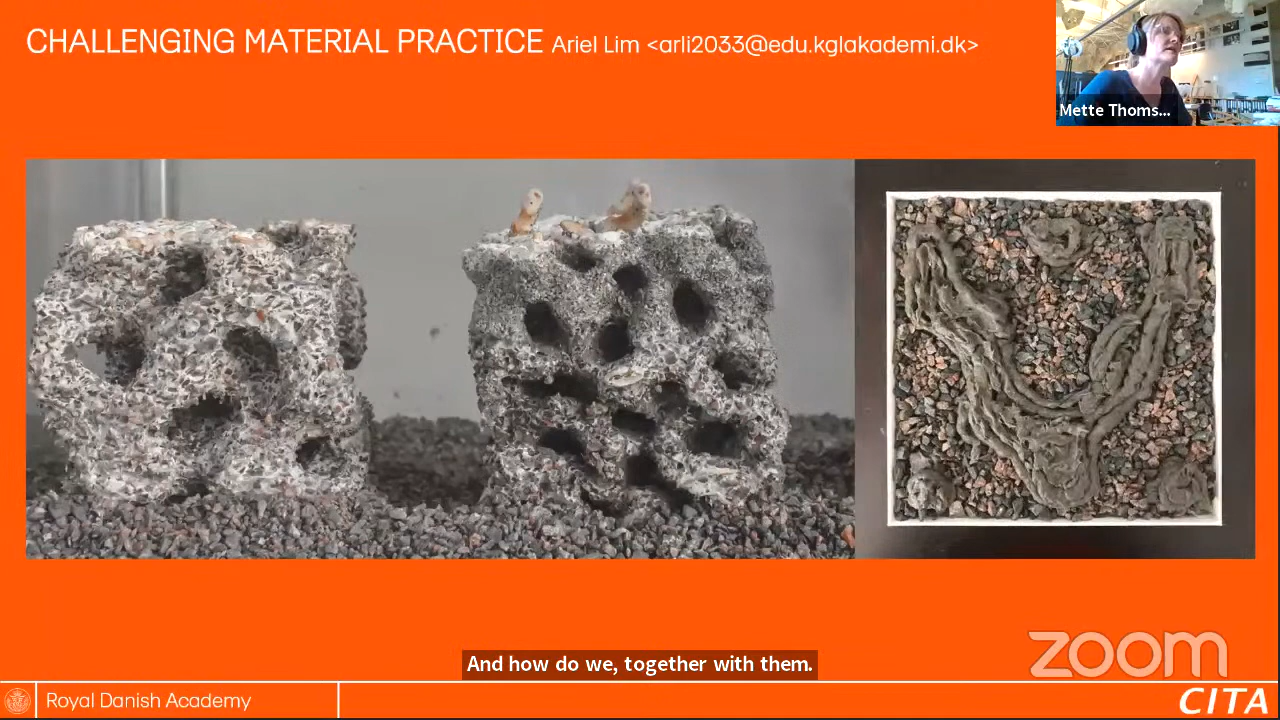 CHALLENGING MATERIAL PRACTICE Ariel Lim <arli2033@edu.kglakademi.dk>
Mette Thoms...
And how do we, together with them.
zoom
Royal Danish Academy
CITA